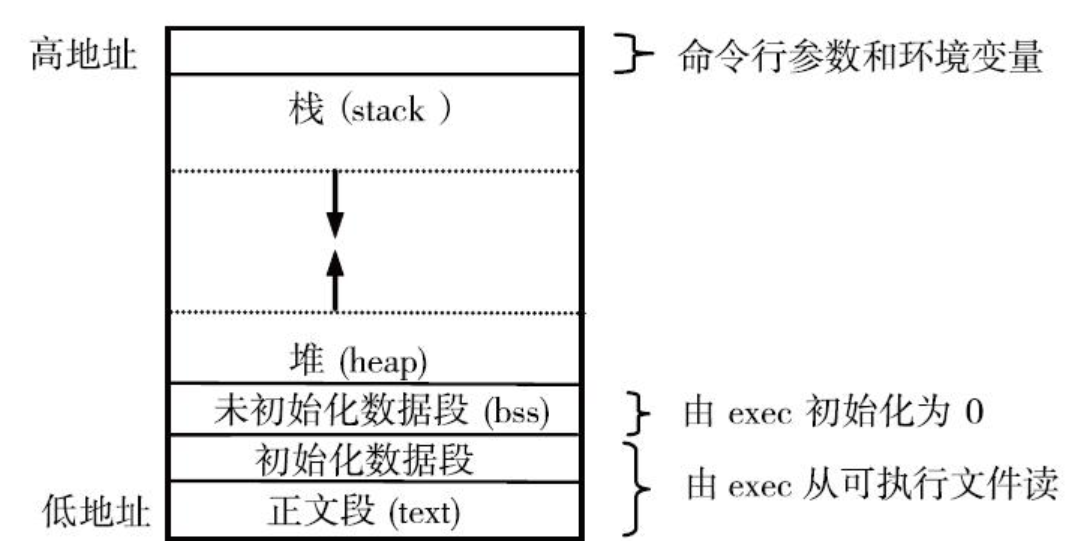 高地址
命令行参数和环境变量
栈 (stack )
堆 (heap)
未初始化数据段 (bss)
由 exec 初始化为 0
初始化数据段
由 exec 从可执行文件读
低地址
正文段 (text)